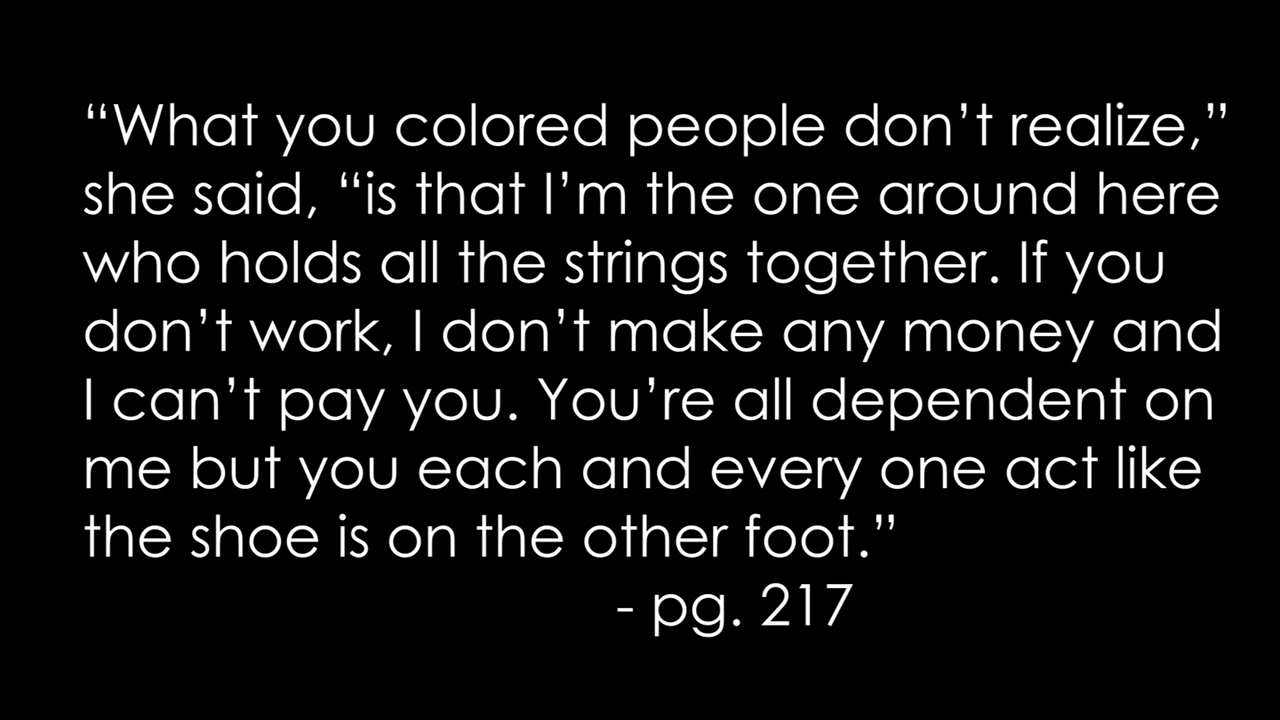 “What you colored people don’t realize,”
she said, “is that I’m the one around here
who holds all the strings together. If you
don’t work, I don’t make any money and
I can’t pay you. You’re all dependent on
me but you each and every one act like
the shoe is on the other foot.”
- pg. 217